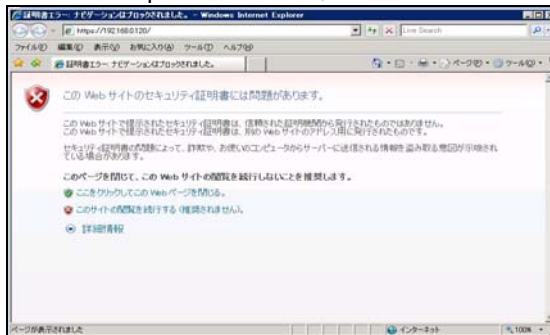 証明書エラー: ナビゲーションはブロックされました。 - Windows Internet Explorer
https://192.168.0.120/
Live Search
ファイル(F) 編集(E) 表示(V) お気に入り(A) ツール(T) ヘルプ(H)
証明書エラー: ナビゲーションはブロックされました。
ページ(P) ツール(O)
この Web サイトのセキュリティ証明書には問題があります。
この Web サイトで提示されたセキュリティ証明書は、信頼された証明機関から発行されたものではありません。
この Web サイトで提示されたセキュリティ証明書は、別の Web サイトのアドレス用に発行されたものです。
セキュリティ証明書の問題によって、詐欺や、お使いのコンピュータからサーバーに送信される情報を盗み取る意図が示唆され
ている場合があります。
このページを閉じて、この Web サイトの閲覧を続行しないことを推奨します。
ここをクリックしてこの Web ページを閉じる。
このサイトの閲覧を続行する (推奨されません)。
詳細情報
ページが表示されました
インターネット
100%